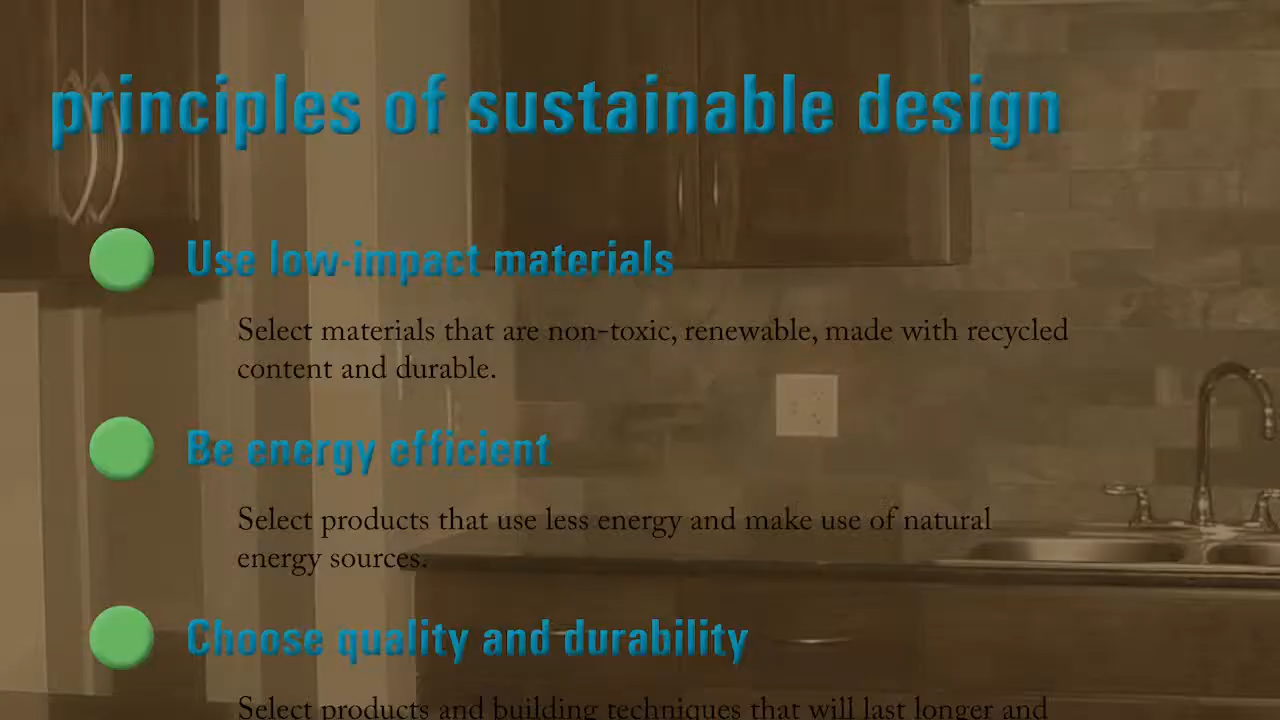 principles of sustainable design
Use low-impact materials
Select materials that are non-toxic, renewable, made with recycled
content and durable.
Be energy efficient
Select products that use less energy and make use of natural
energy sources.
Choose quality and durability
Select products and building techniques that will last longer and